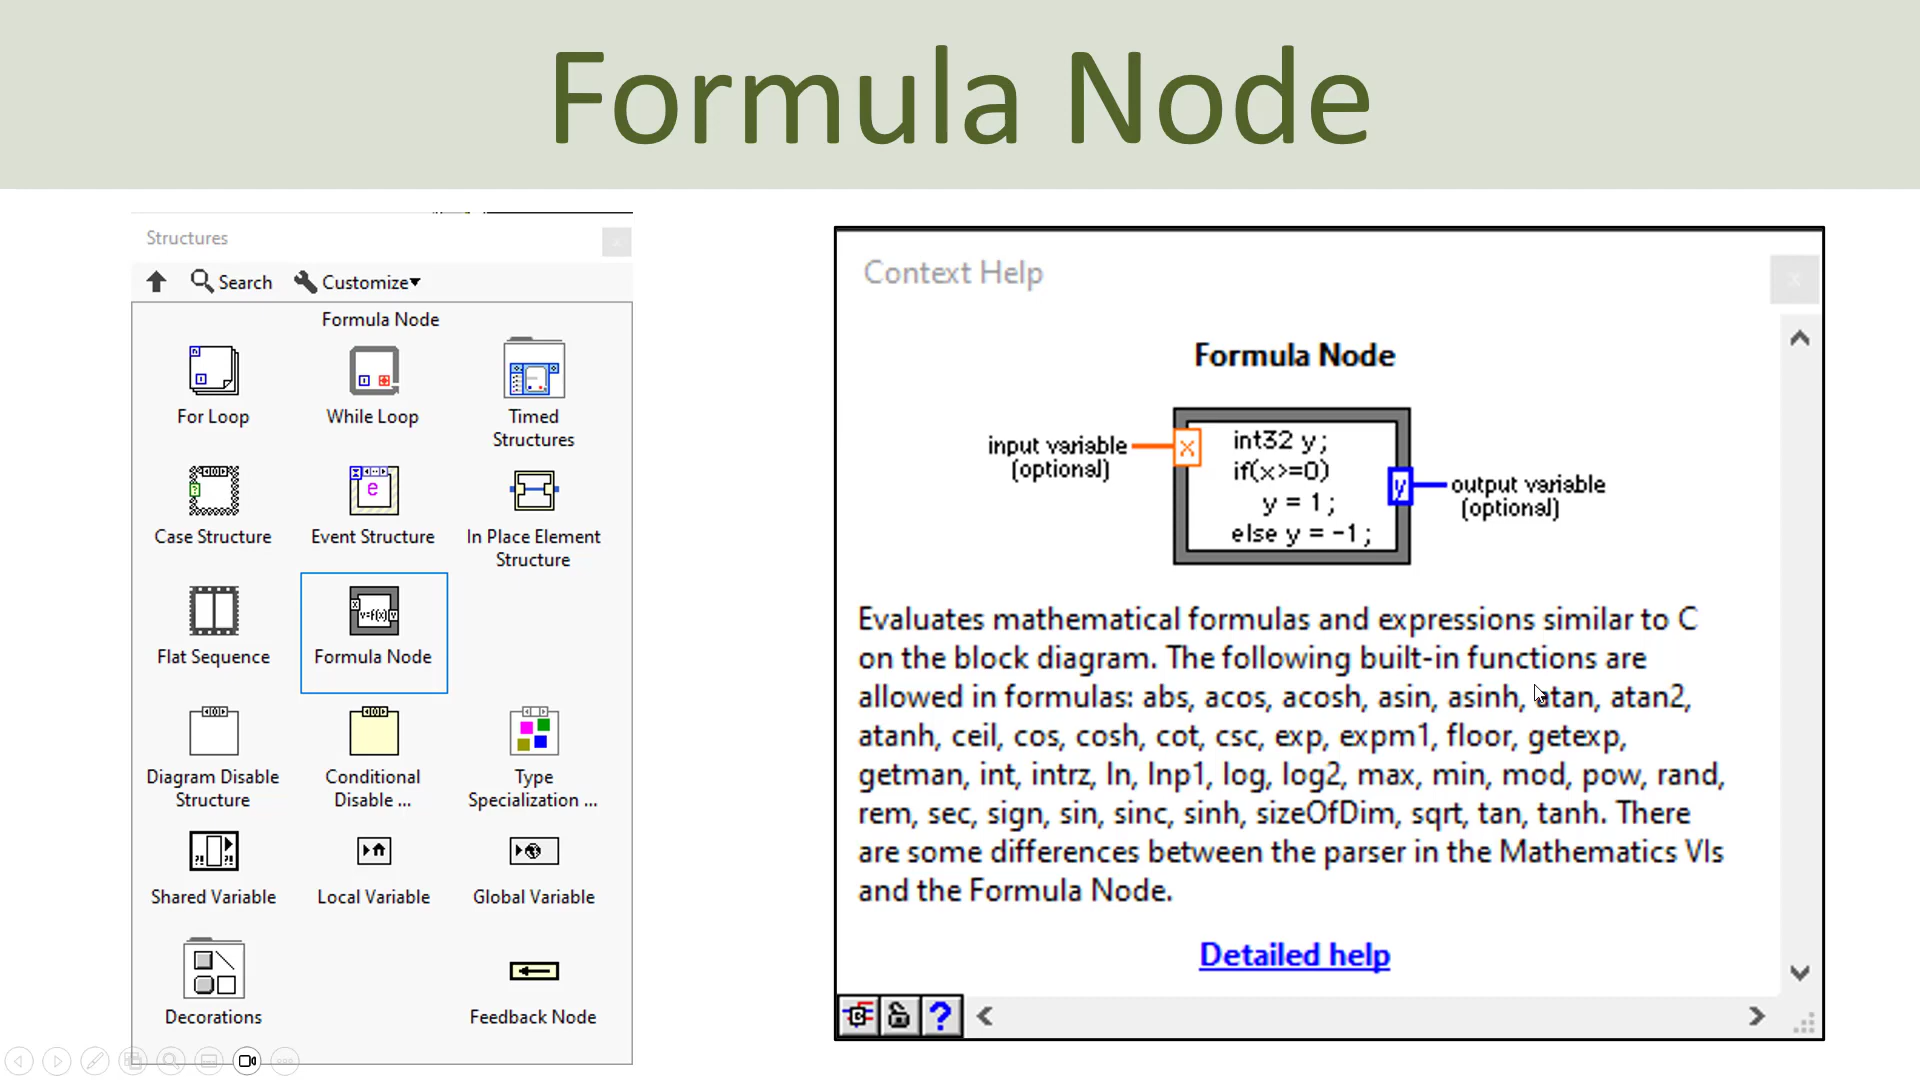 Formula Node
Structures
Search Customize
Formula Node
For Loop
While Loop
Timed
Structures
Case Structure
Event Structure
e
In Place Element
Structure
Flat Sequence
y=f(x)
Formula Node
Diagram Disable
Structure
Conditional
Disable ...
Type
Specialization ...
Shared Variable
Local Variable
Global Variable
Decorations
Feedback Node
Context Help
Formula Node
input variable
(optional)
x
int32 y;
if(x>=0)
y = 1;
else y = -1;
y
output variable
(optional)
Evaluates mathematical formulas and expressions similar to C
on the block diagram. The following built-in functions are
allowed in formulas: abs, acos, acosh, asin, asinh, atan, atan2,
atanh, ceil, cos, cosh, cot, csc, exp, expm1, floor, getexp,
getman, int, intrz, ln, lnp1, log, log2, max, min, mod, pow, rand,
rem, sec, sign, sin, sinc, sinh, sizeOfDim, sqrt, tan, tanh. There
are some differences between the parser in the Mathematics VIs
and the Formula Node.
Detailed help
?